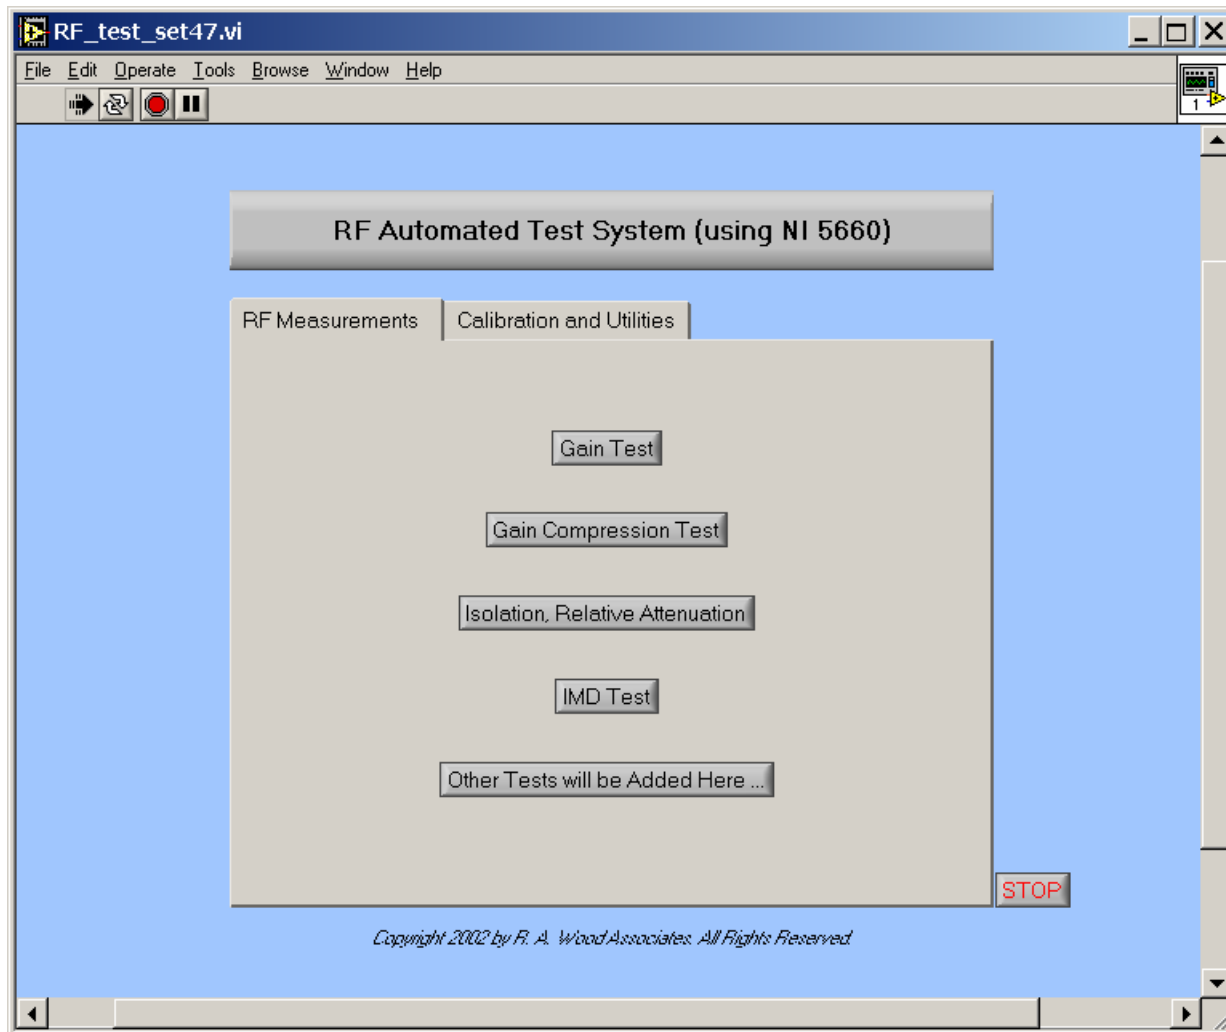 RF_test_set47.vi
File Edit Operate Tools Browse Window Help
1
RF Automated Test System (using NI 5660)
RF Measurements Calibration and Utilities
Gain Test
Gain Compression Test
Isolation, Relative Attenuation
IMD Test
Other Tests will be Added Here ...
STOP
Copyright 2002 by R. A. Wood Associates. All Rights Reserved